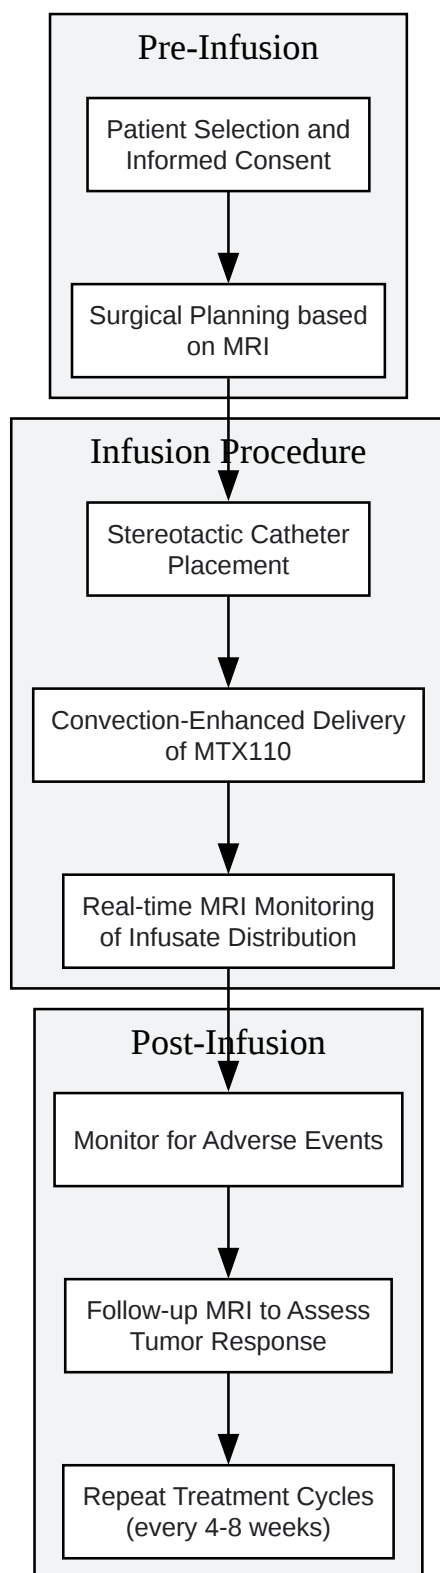 Pre-Infusion
Patient Selection and
Informed Consent
Surgical Planning based
on MRI
Infusion Procedure
Stereotactic Catheter
Placement
Convection-Enhanced Delivery
of MTX110
Real-time MRI Monitoring
of Infusate Distribution
Post-Infusion
Monitor for Adverse Events
Follow-up MRI to Assess
Tumor Response
Repeat Treatment Cycles
(every 4-8 weeks)